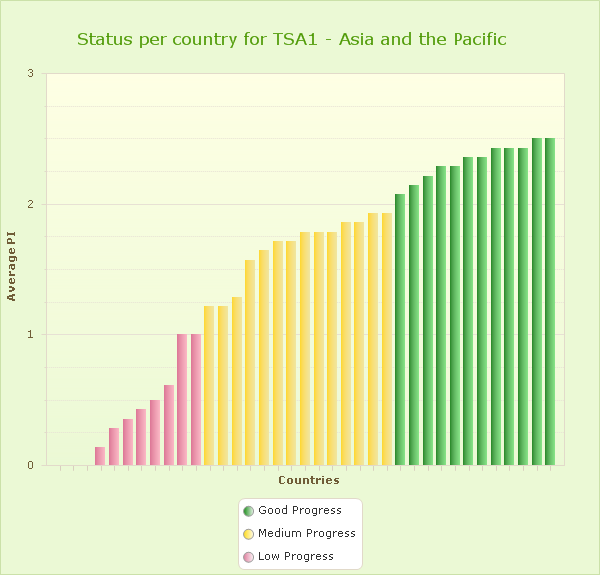 Status per country for TSA1 - Asia and the Pacific
3
2
1
0
Average PI
Countries
Good Progress
Medium Progress
Low Progress